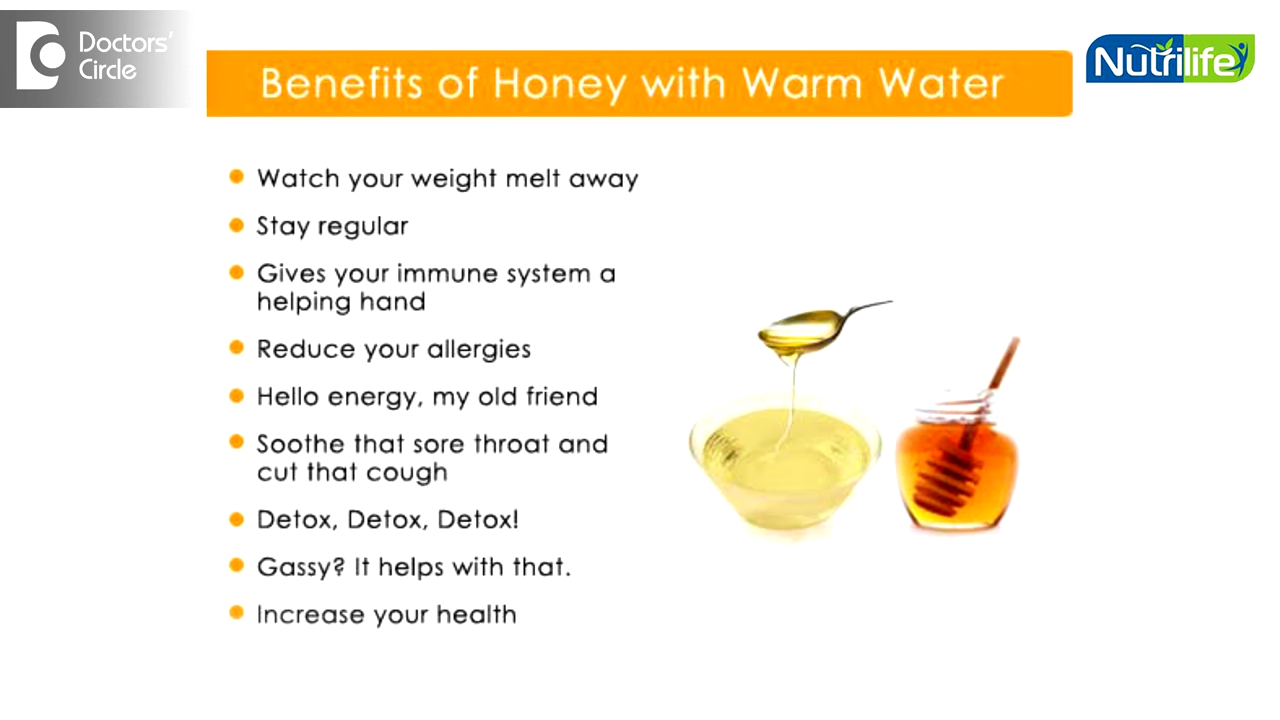 Doctors'
Circle
Benefits of Honey with Warm Water
Nutrilife
Watch your weight melt away
Stay regular
Gives your immune system a
helping hand
Reduce your allergies
Hello energy, my old friend
Soothe that sore throat and
cut that cough
Detox, Detox, Detox!
Gassy? It helps with that.
Increase your health